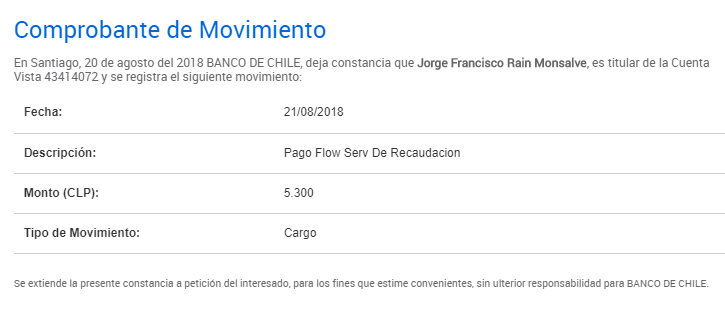 Comprobante de Movimiento
En Santiago, 20 de agosto del 2018 BANCO DE CHILE, deja constancia que Jorge Francisco Rain Monsalve, es titular de la Cuenta
Vista 43414072 y se registra el siguiente movimiento:
Fecha: 21/08/2018
Descripción: Pago Flow Serv De Recaudacion
Monto (CLP): 5.300
Tipo de Movimiento: Cargo
Se extiende la presente constancia a petición del interesado, para los fines que estime convenientes, sin ulterior responsabilidad para BANCO DE CHILE.